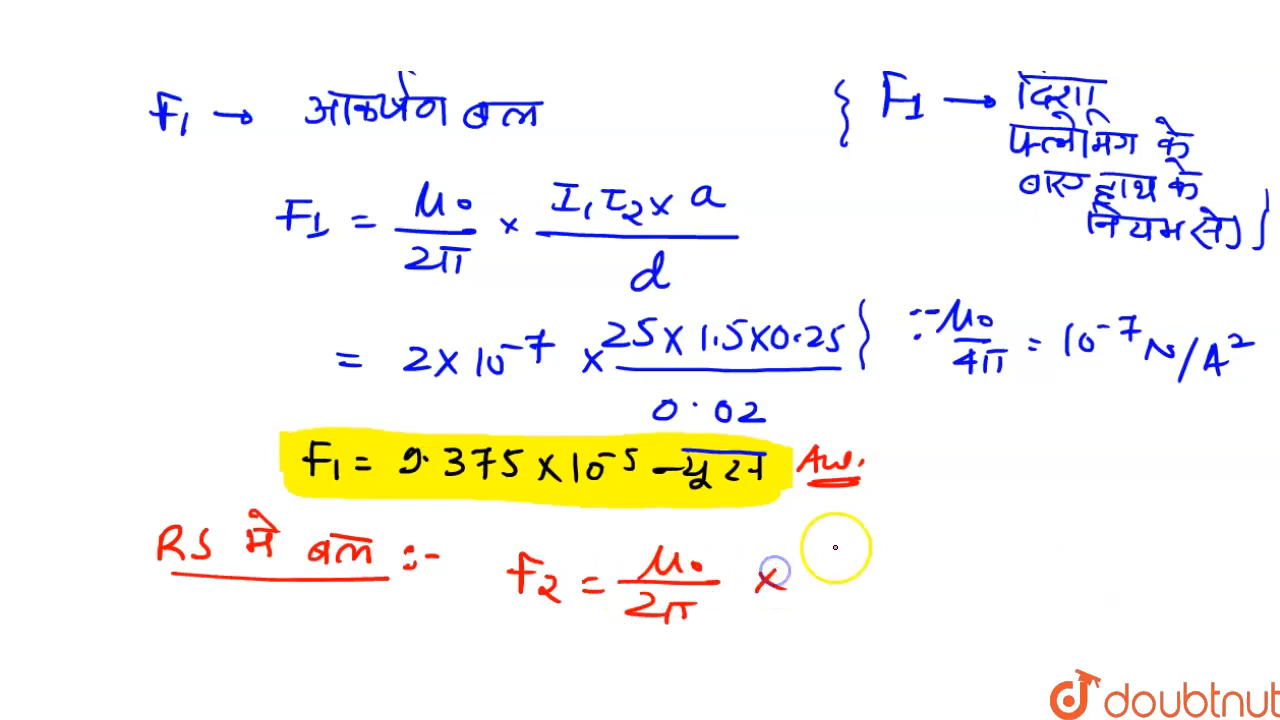 F₁ → आकर्षण बल
{ F₁ → दिशा
फ्लेमिंग के
बाएं हाथ के
नियम से) }
F₁ = μ₀/2π × I₁I₂ × a / d
= 2×10⁻⁷ × 25×1.5×0.25 / 0.02 } ∵ μ₀/4π = 10⁻⁷ N/A²
F₁ = 9.375×10⁻⁵ न्यूटन Ans.
RS में बल :- F₂ = μ₀/2π ×
doubtnut